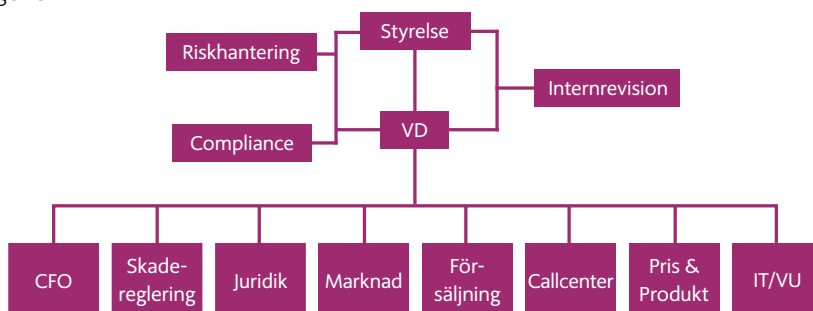 Styrelse
Riskhantering
Internrevision
VD
Compliance
CFO
Skade-
reglering
Juridik
Marknad
För-
säljning
Callcenter
Pris &
Produkt
IT/VU